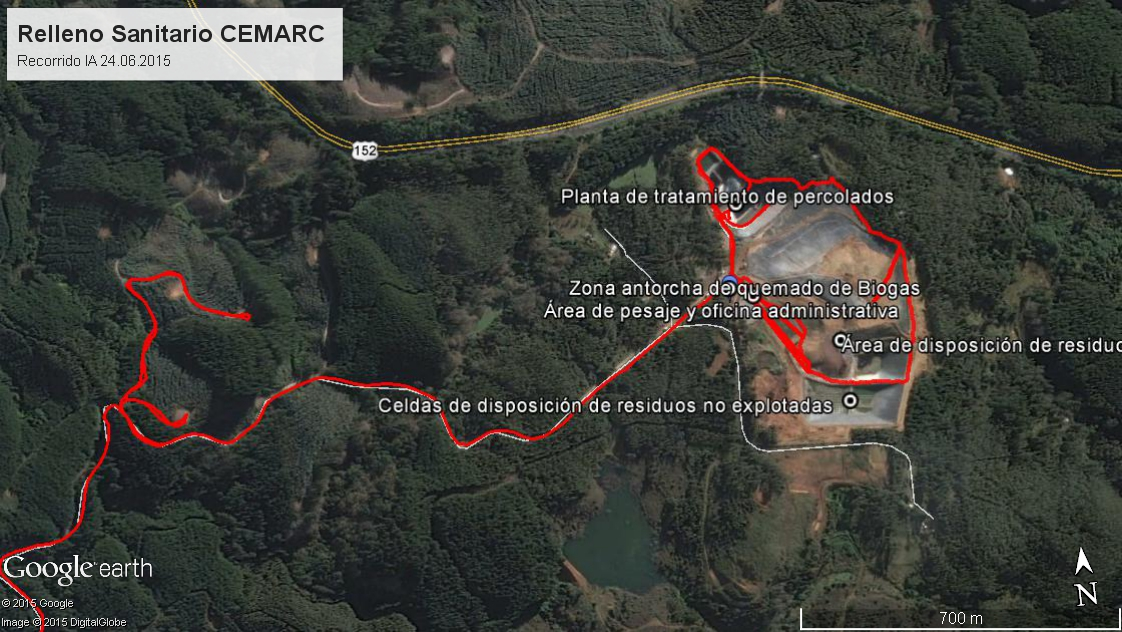 Relleno Sanitario CEMARC
Recorrido IA 24.06.2015
152
Planta de tratamiento de percolados
Zona antorcha de quemado de Biogas
Área de pesaje y oficina administrativa
Área de disposición de residuo
Celdas de disposición de residuos no explotadas
Google earth
© 2015 Google
Image © 2015 DigitalGlobe
N
700 m